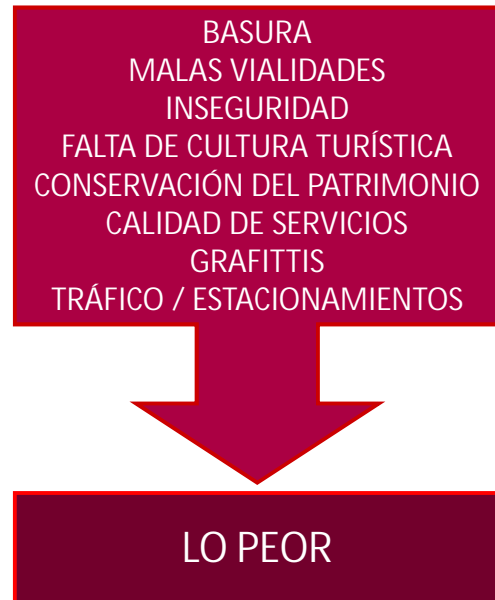 BASURA
MALAS VIALIDADES
INSEGURIDAD
FALTA DE CULTURA TURÍSTICA
CONSERVACIÓN DEL PATRIMONIO
CALIDAD DE SERVICIOS
GRAFITTIS
TRÁFICO / ESTACIONAMIENTOS
LO PEOR